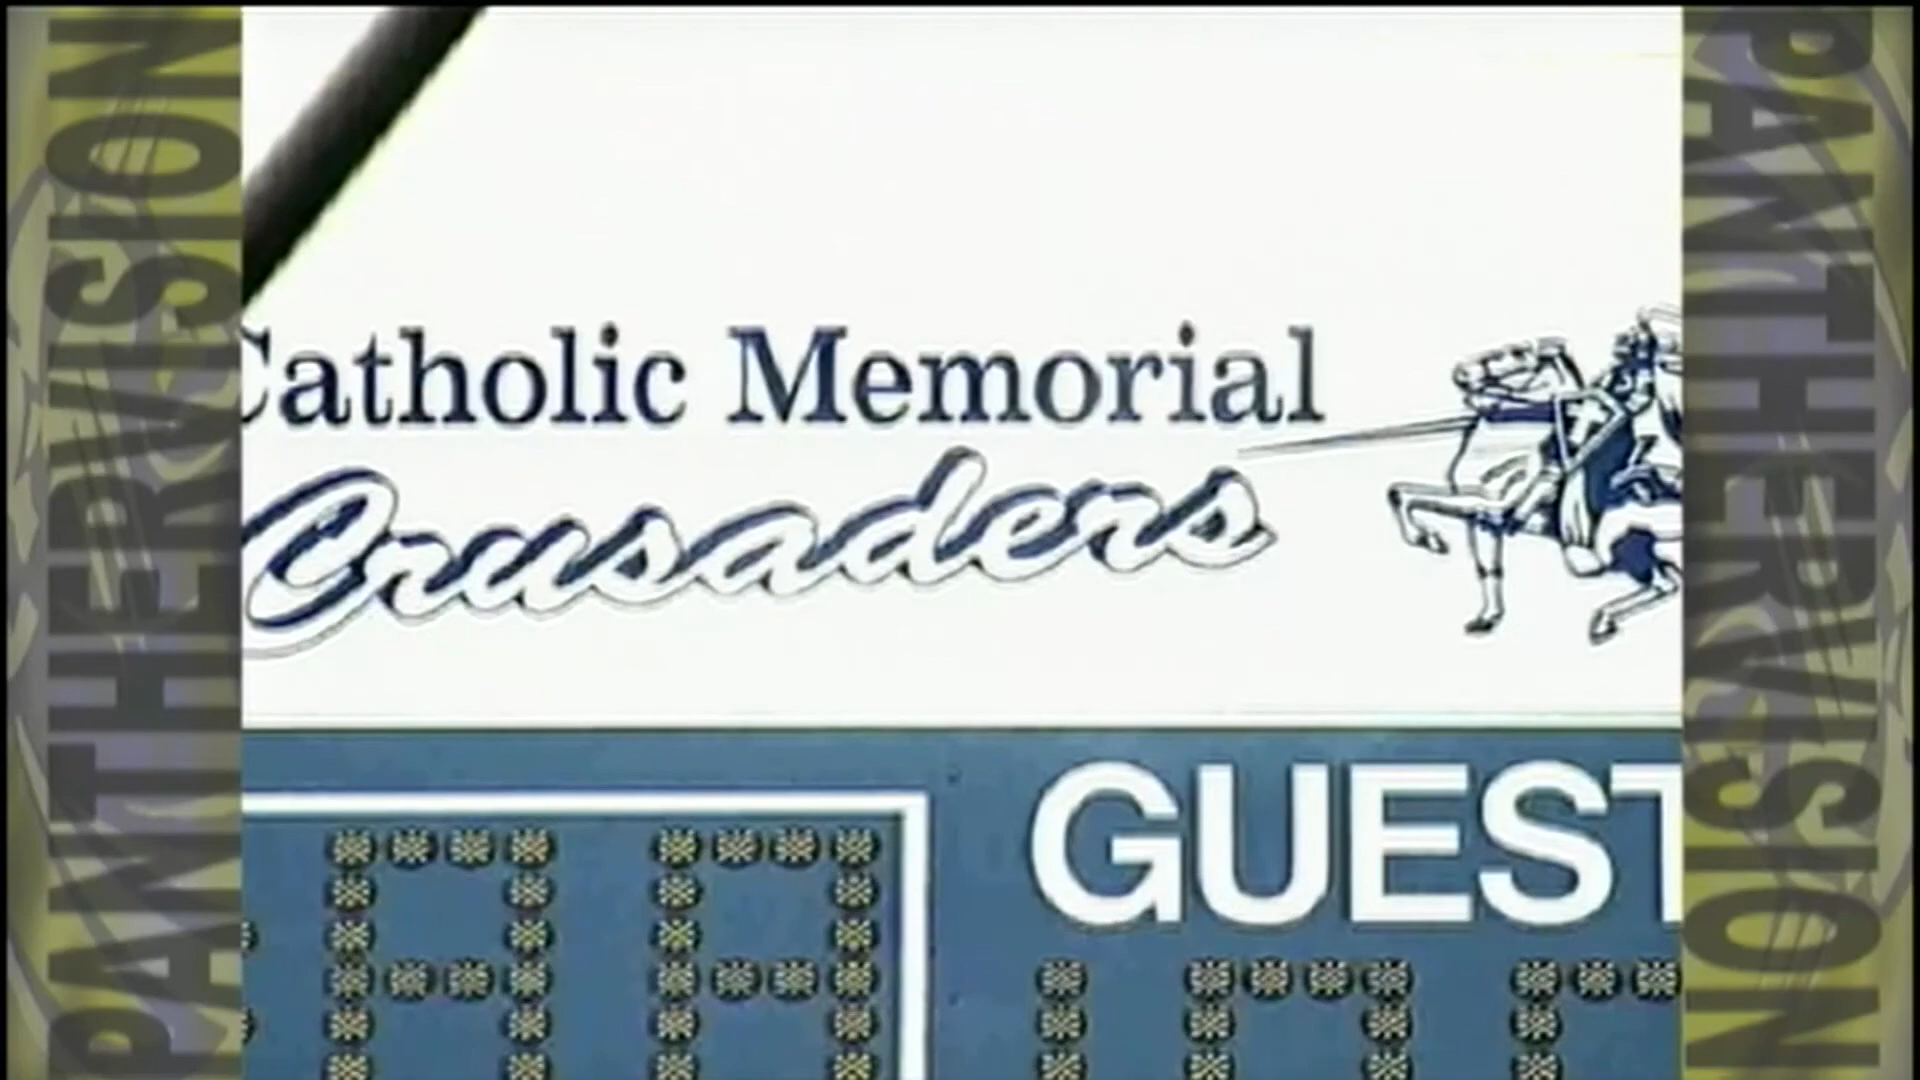 PANTHERVISION
Catholic Memorial
Crusaders
GUEST
PANTHERVISION